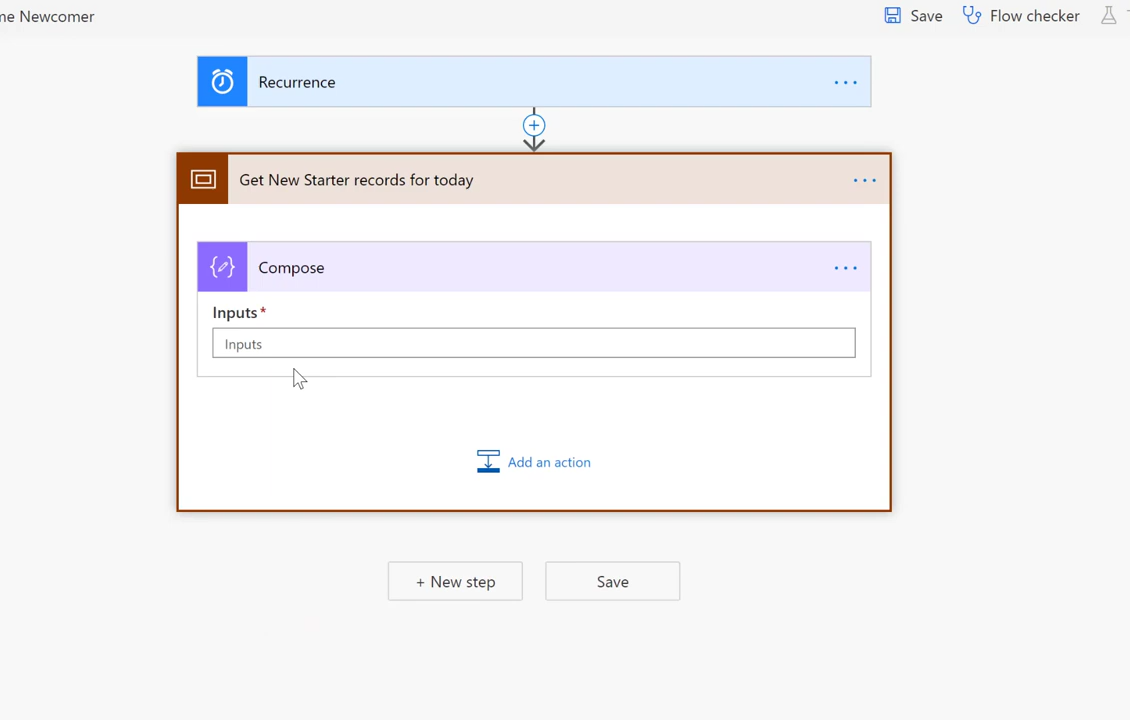 me Newcomer
Save
Flow checker
Recurrence
Get New Starter records for today
Compose
Inputs*
Inputs
Add an action
+ New step
Save